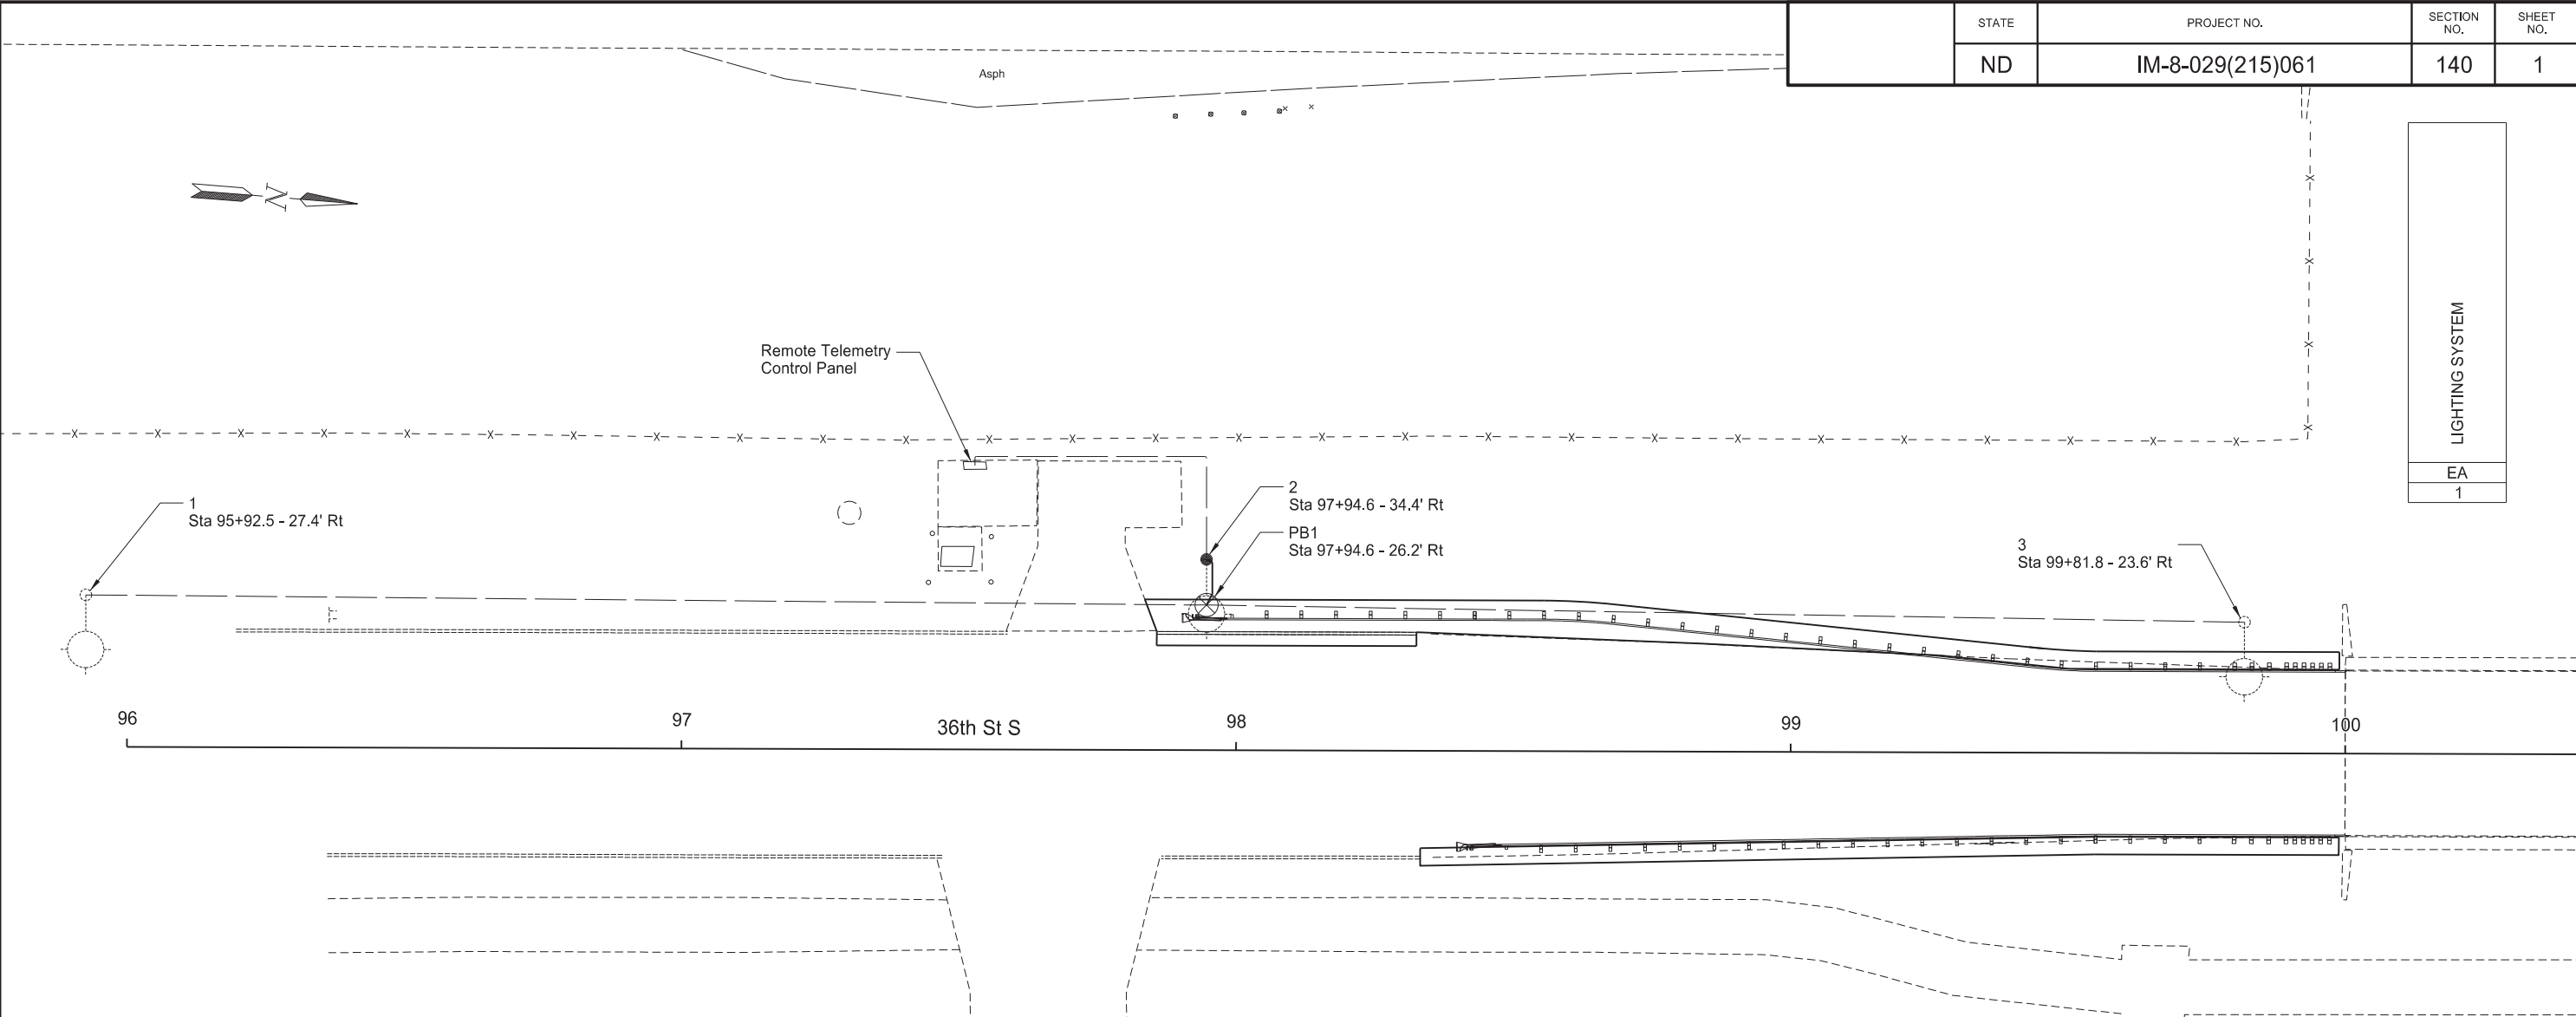 STATE
PROJECT NO.
SECTION NO.
SHEET NO.
ND
IM-8-029(215)061
140
1
Asph
N
LIGHTING SYSTEM
EA
1
Remote Telemetry
Control Panel
1
Sta 95+92.5 - 27.4' Rt
2
Sta 97+94.6 - 34.4' Rt
PB1
Sta 97+94.6 - 26.2' Rt
3
Sta 99+81.8 - 23.6' Rt
96
97
36th St S
98
99
100